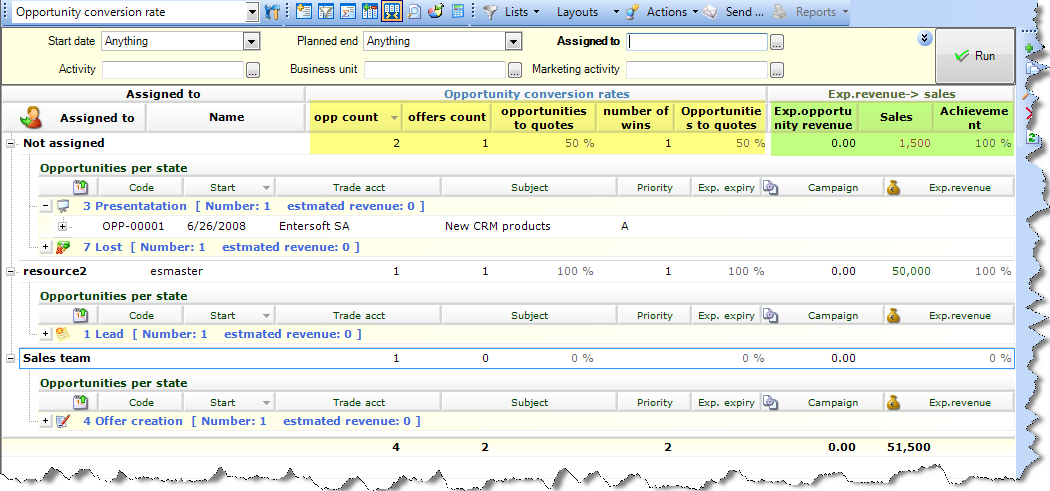 Opportunity conversion rate Lists Layouts Actions Send ... Reports
Start date Anything Planned end Anything Assigned to
Activity ... Business unit ... Marketing activity ... Run
Assigned to Opportunity conversion rates Exp.revenue-> sales
Assigned to Name opp count offers count opportunities to quotes number of wins Opportunitie s to quotes Exp.opportu nity revenue Sales Achieveme nt
Not assigned 2 1 50 % 1 50 % 0.00 1,500 100 %
Opportunities per state
Code Start Trade acct Subject Priority Exp. expiry Campaign Exp.revenue
3 Presentatation [ Number: 1 estmated revenue: 0 ]
OPP-00001 6/26/2008 Entersoft SA New CRM products A
7 Lost [ Number: 1 estmated revenue: 0 ]
resource2 esmaster 1 1 100 % 1 100 % 0.00 50,000 100 %
Opportunities per state
Code Start Trade acct Subject Priority Exp. expiry Campaign Exp.revenue
1 Lead [ Number: 1 estmated revenue: 0 ]
Sales team 1 0 0 % 0 % 0.00 0 %
Opportunities per state
Code Start Trade acct Subject Priority Exp. expiry Campaign Exp.revenue
4 Offer creation [ Number: 1 estmated revenue: 0 ]
4 2 2 0.00 51,500